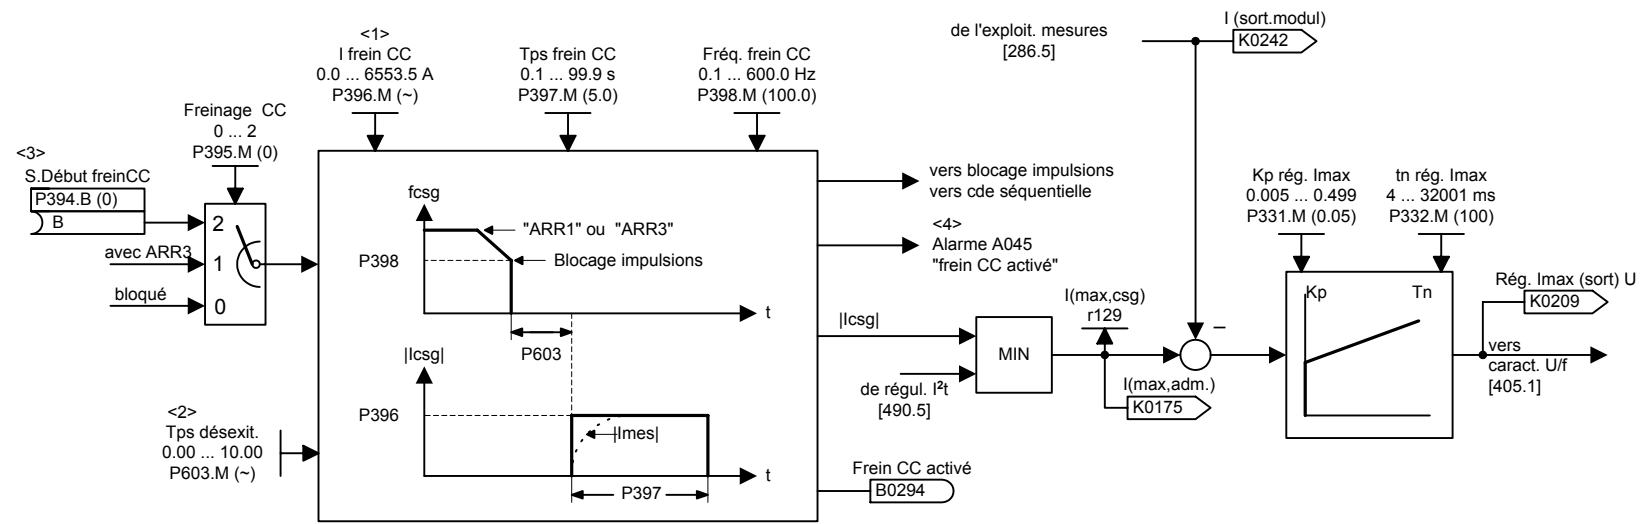 <1>
I frein CC
0.0 ... 6553.5 A
P396.M (~)
Tps frein CC
0.1 ... 99.9 s
P397.M (5.0)
Fréq. frein CC
0.1 ... 600.0 Hz
P398.M (100.0)
de l'exploit. mesures
[286.5]
I (sort.modul)
K0242
Freinage CC
0 ... 2
P395.M (0)
<3>
S.Début freinCC
P394.B (0)
B
avec ARR3
bloqué
2
1
0
<2>
Tps désexit.
0.00 ... 10.00
P603.M (~)
fcsg
P398
"ARR1" ou "ARR3"
Blocage impulsions
t
P603
|Icsg|
P396
|Imes|
t
P397
vers blocage impulsions
vers cde séquentielle
<4>
Alarme A045
"frein CC activé"
|Icsg|
de régul. I²t
[490.5]
MIN
I(max,csg)
r129
I(max,adm.)
K0175
Frein CC activé
B0294
–
Kp rég. Imax
0.005 ... 0.499
P331.M (0.05)
tn rég. Imax
4 ... 32001 ms
P332.M (100)
Kp
Tn
Rég. Imax (sort) U
K0209
vers
caract. U/f
[405.1]